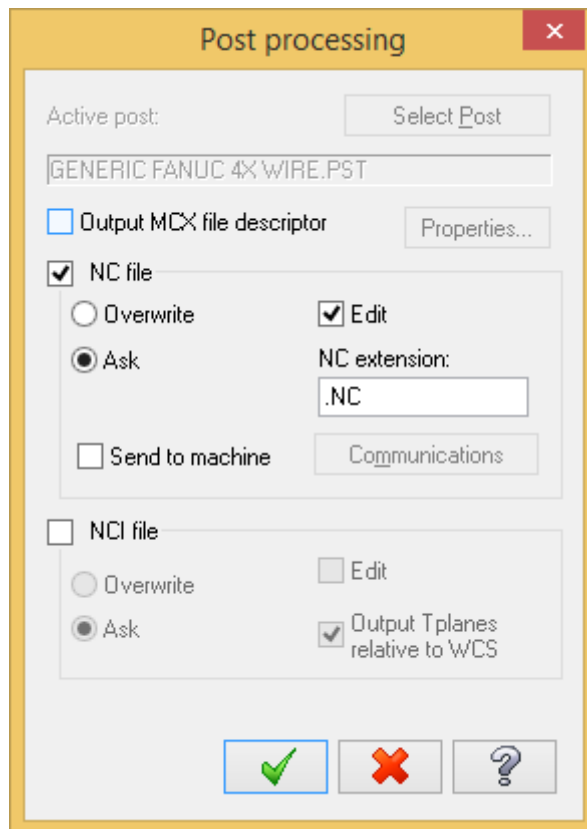 Post processing
Active post:
Select Post
GENERIC FANUC 4X WIRE.PST
Output MCX file descriptor
Properties...
NC file
Overwrite
Edit
Ask
NC extension:
.NC
Send to machine
Communications
NCI file
Overwrite
Edit
Ask
Output Tplanes
relative to WCS